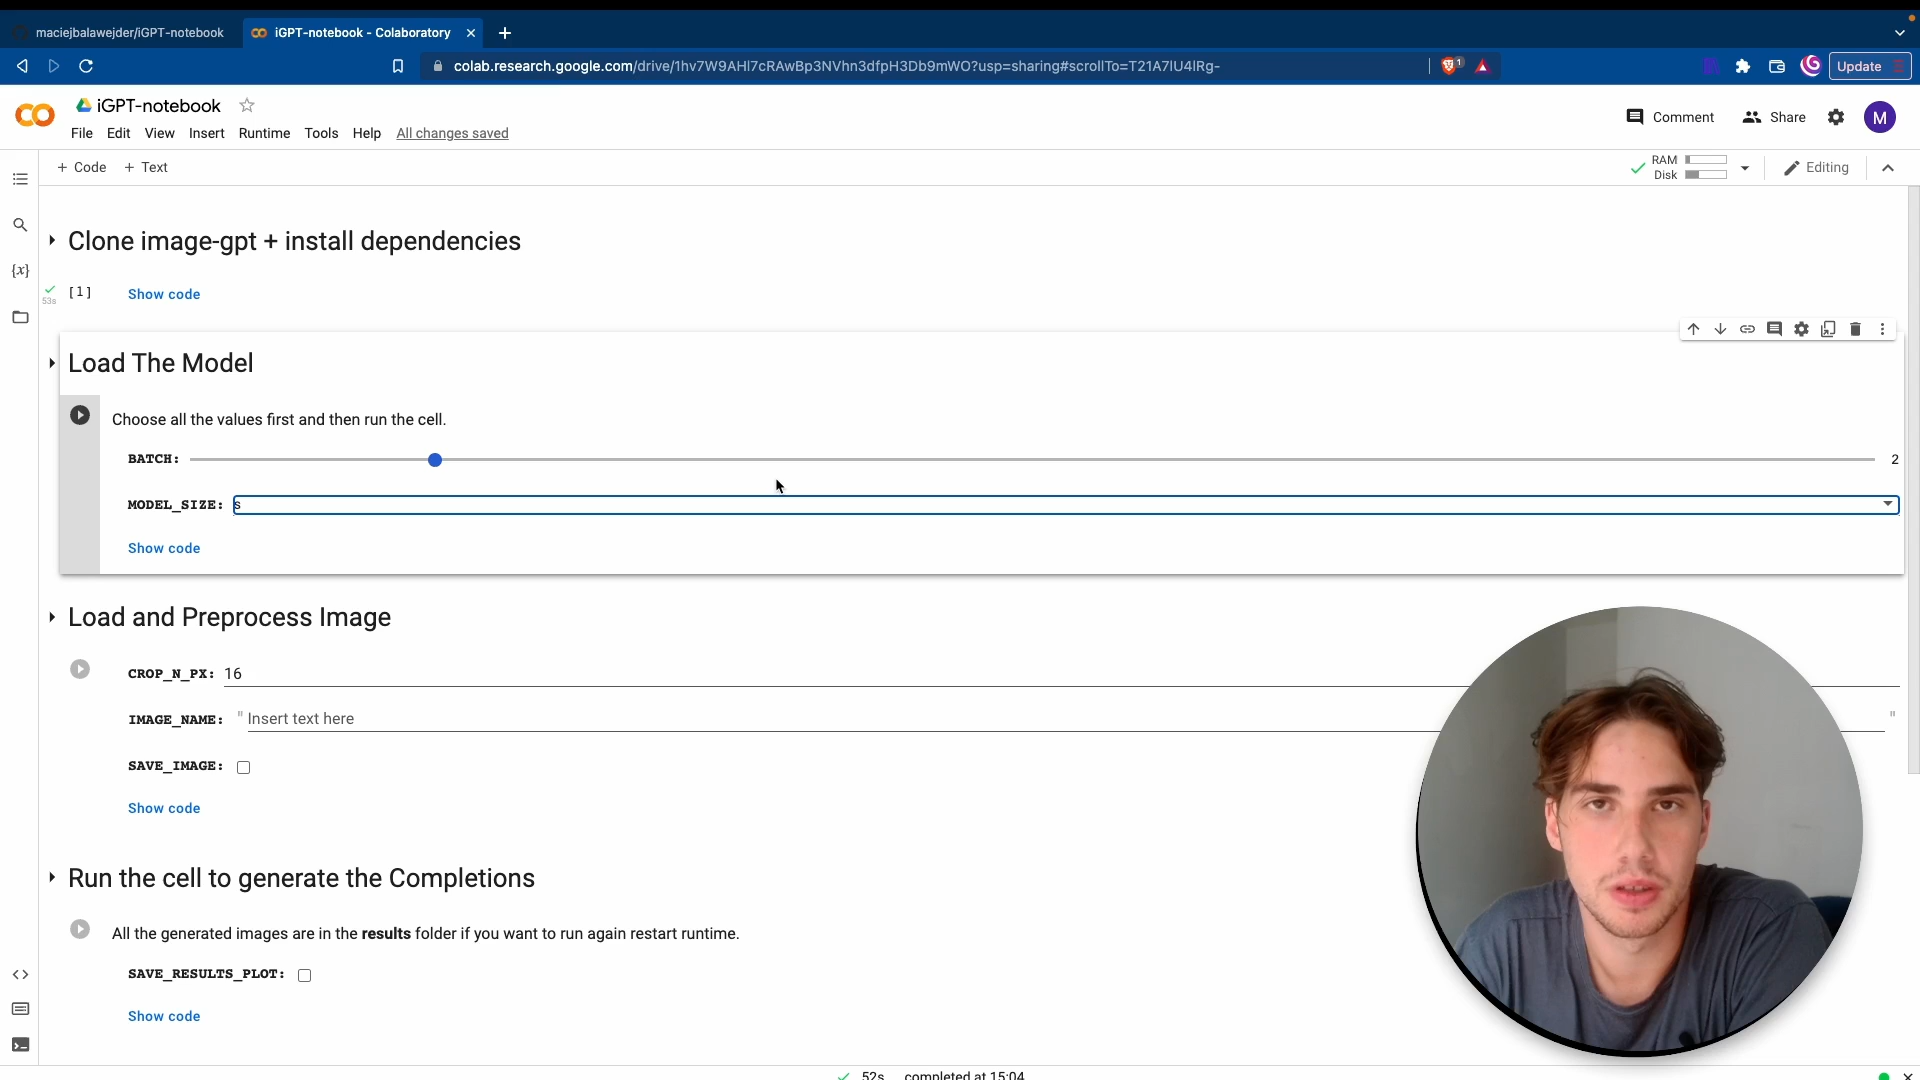 maciejbalawejder/iGPT-notebook
iGPT-notebook - Colaboratory
colab.research.google.com/drive/1hv7W9AHl7cRAwBp3NVhn3dfpH3Db9mWO?usp=sharing#scrollTo=T21A7lU4lRg-
1
Update
iGPT-notebook
File Edit View Insert Runtime Tools Help All changes saved
Comment
Share
M
+ Code + Text
RAM
Disk
Editing
{x}
Clone image-gpt + install dependencies
53s
[1]
Show code
Load The Model
Choose all the values first and then run the cell.
BATCH:
2
MODEL_SIZE: s
Show code
Load and Preprocess Image
CROP_N_PX: 16
IMAGE_NAME: " Insert text here "
SAVE_IMAGE:
Show code
Run the cell to generate the Completions
All the generated images are in the results folder if you want to run again restart runtime.
SAVE_RESULTS_PLOT:
Show code
52s completed at 15:04